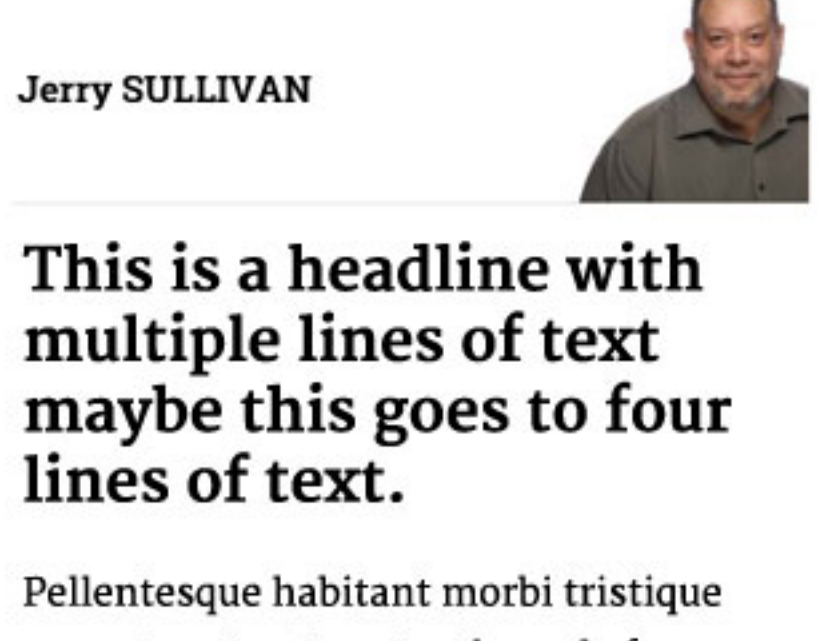 Jerry SULLIVAN
This is a headline with
multiple lines of text
maybe this goes to four
lines of text.
Pellentesque habitant morbi tristique